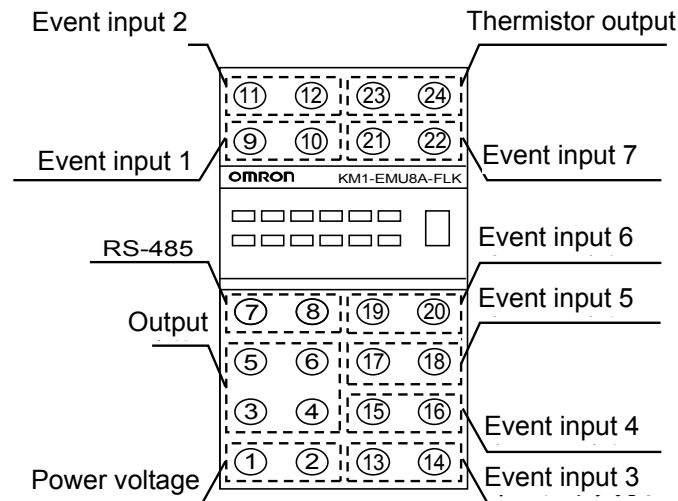 Event input 2
Thermistor output
⑪ ⑫ ㉓ ㉔
⑨ ⑩ ㉑ ㉒
Event input 1
Event input 7
OMRON KM1-EMU8A-FLK
RS-485
Event input 6
⑦ ⑧ ⑲ ⑳
Event input 5
Output
⑤ ⑥ ⑰ ⑱
③ ④ ⑮ ⑯
Event input 4
① ② ⑬ ⑭
Power voltage
Event input 3